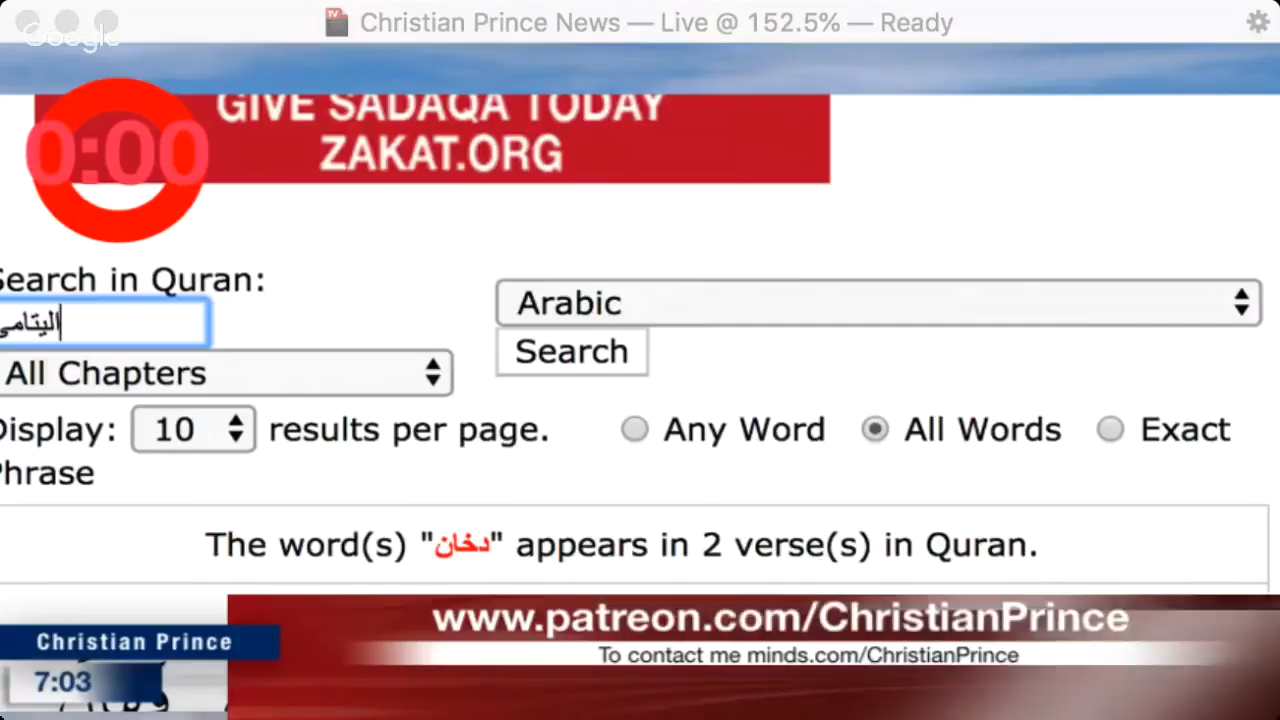 Christian Prince News — Live @ 152.5% — Ready
Google
GIVE SADAQA TODAY
ZAKAT.ORG
0:00
Search in Quran:
اليتامى
Arabic
Search
All Chapters
Display: 10 results per page.
Any Word
All Words
Exact Phrase
The word(s) "دخان" appears in 2 verse(s) in Quran.
www.patreon.com/ChristianPrince
To contact me minds.com/ChristianPrince
Christian Prince
7:03